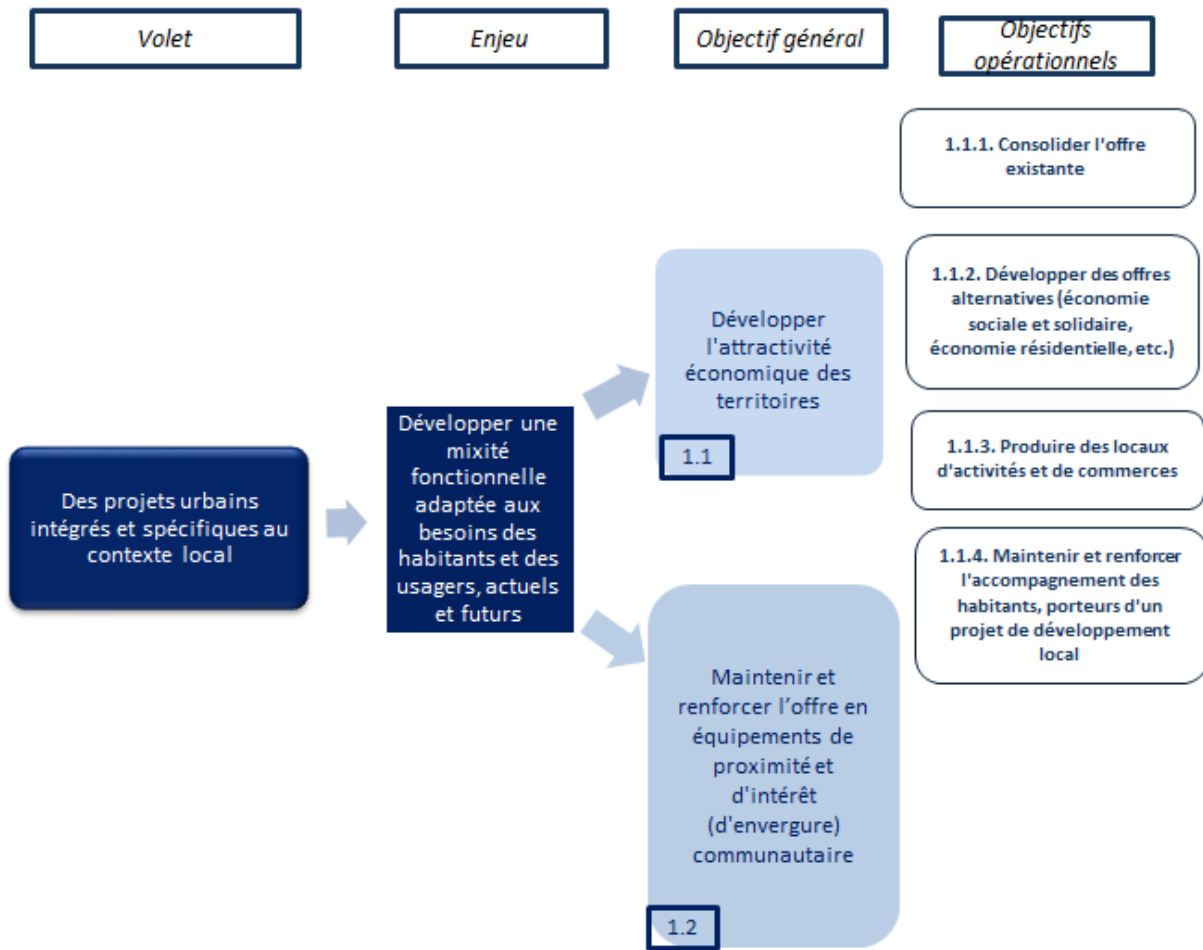 Volet
Enjeu
Objectif général
Objectifs
opérationnels
Des projets urbains
intégrés et spécifiques au
contexte local
Développer une
mixité
fonctionnelle
adaptée aux
besoins des
habitants et des
usagers, actuels
et futurs
Développer
l'attractivité
économique des
territoires
1.1
Maintenir et
renforcer l’offre en
équipements de
proximité et
d'intérêt
(d'envergure)
communautaire
1.2
1.1.1. Consolider l'offre
existante
1.1.2. Développer des offres
alternatives (économie
sociale et solidaire,
économie résidentielle, etc.)
1.1.3. Produire des locaux
d'activités et de commerces
1.1.4. Maintenir et renforcer
l'accompagnement des
habitants, porteurs d'un
projet de développement
local